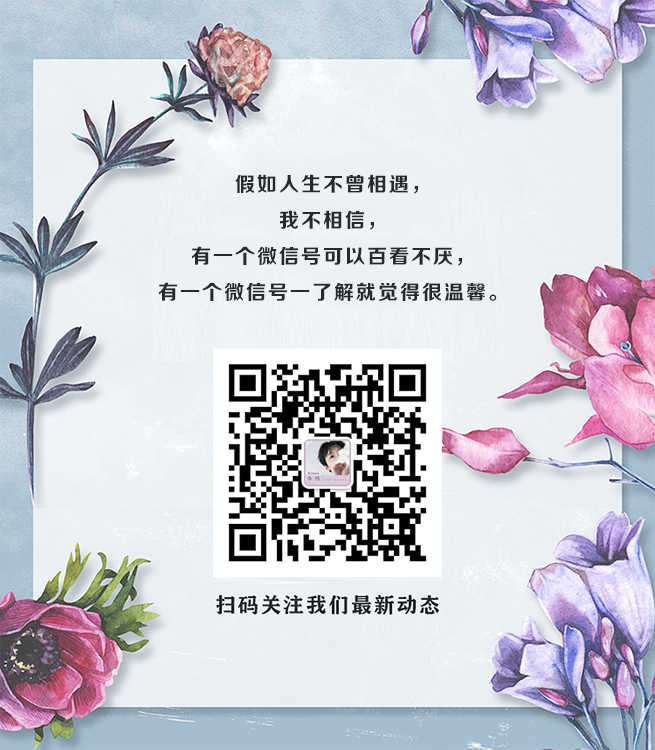 假如人生不曾相遇，
我不相信，
有一个微信号可以百看不厌，
有一个微信号一了解就觉得很温馨。
扫码关注我们最新动态